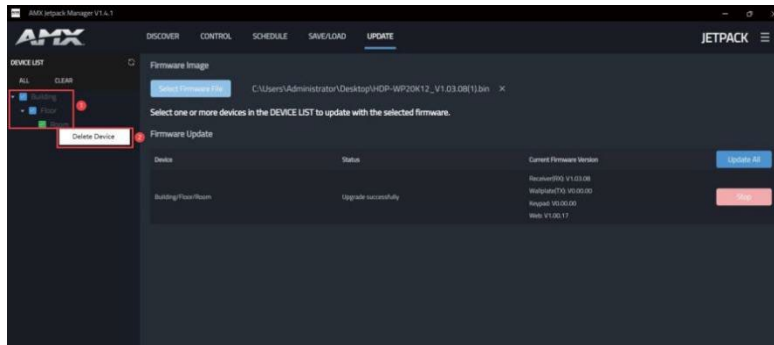 AMX Jetpack Manager V1.4.1
AMX
DISCOVER CONTROL SCHEDULE SAVE/LOAD UPDATE
JETPACK
DEVICE LIST
ALL CLEAR
Building
Floor
Room
1
Delete Device
2
Firmware Image
Select Firmware File
C:\Users\Administrator\Desktop\HDP-WP20K12_V1.03.08(1).bin ×
Select one or more devices in the DEVICE LIST to update with the selected firmware.
Firmware Update
Device Status Current Firmware Version Update All
Building/Floor/Room Upgrade successfully
Receiver(RX): V1.03.08
Wallplate(TX): V0.00.00
Keypad: V0.00.00
Web: V1.00.17
Stop